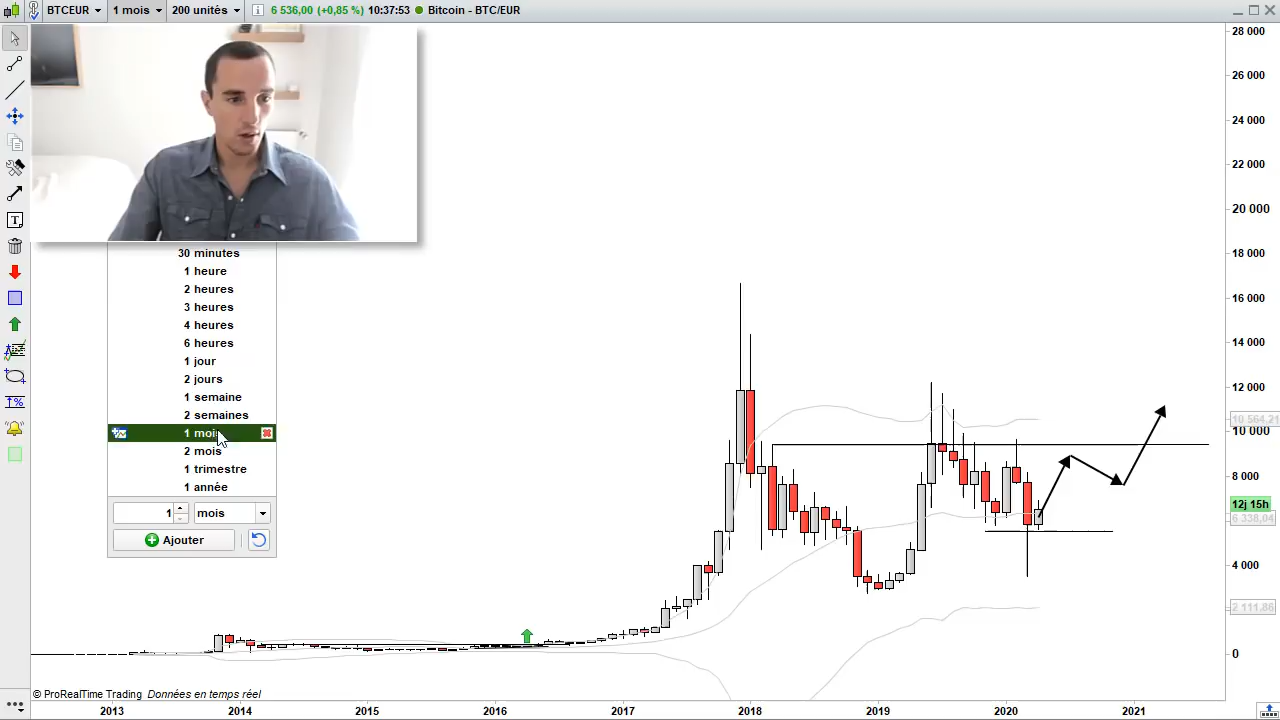 BTCEUR 1 mois 200 unités 6 536,00 (+0,85 %) 10:37:53 Bitcoin - BTC/EUR
28 000
26 000
24 000
22 000
20 000
18 000
16 000
14 000
12 000
10 564,21
10 000
8 000
12j 15h
6 338,04
4 000
2 111,86
0
30 minutes
1 heure
2 heures
3 heures
4 heures
6 heures
1 jour
2 jours
1 semaine
2 semaines
1 mois
2 mois
1 trimestre
1 année
1 mois
Ajouter
© ProRealTime Trading Données en temps réel
2013 2014 2015 2016 2017 2018 2019 2020 2021